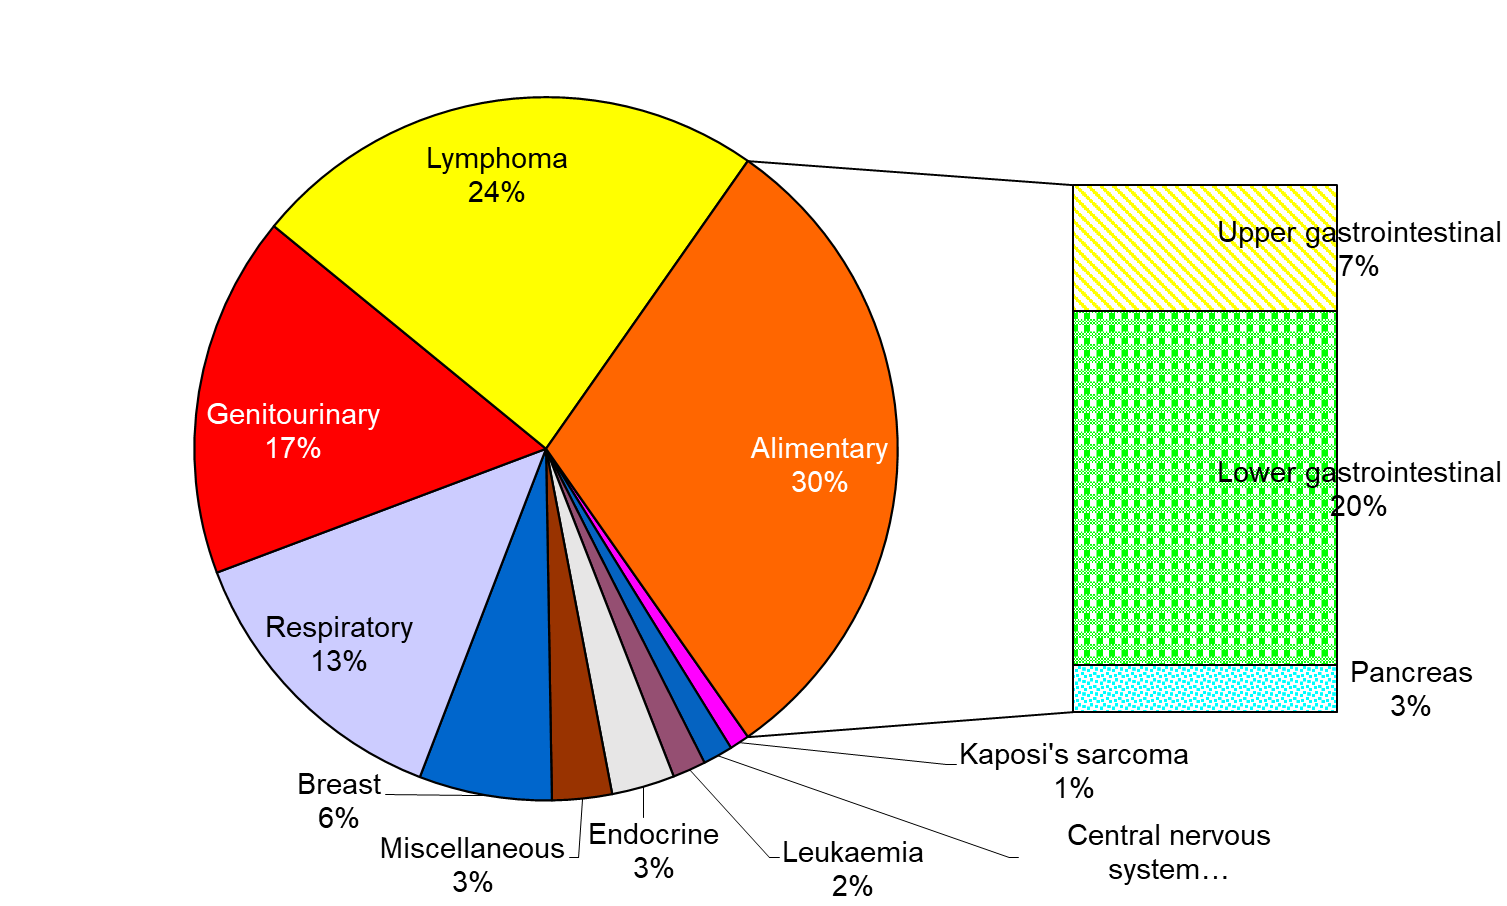 Lymphoma
24%
Upper gastrointestinal
7%
Genitourinary
17%
Alimentary
30%
Lower gastrointestinal
20%
Respiratory
13%
Pancreas
3%
Kaposi's sarcoma
1%
Breast
6%
Miscellaneous
3%
Endocrine
3%
Leukaemia
2%
Central nervous
system…